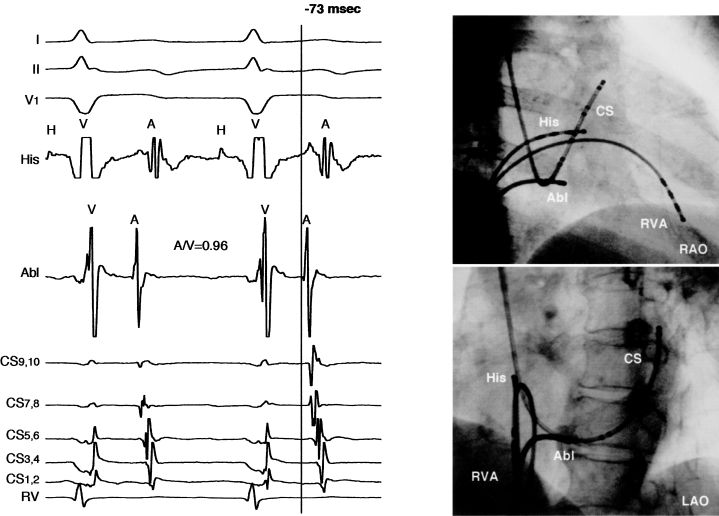 -73 msec
I
II
V1
H V A H V A
His
V A V A
A/V=0.96
Abl
CS9,10
CS7,8
CS5,6
CS3,4
CS1,2
RV
CS
His
Abl
RVA
RAO
CS
His
Abl
RVA
LAO